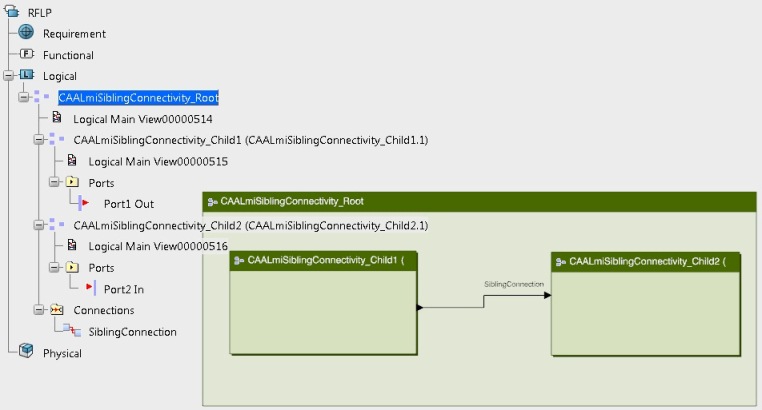 RFLP
Requirement
Functional
Logical
CAALmiSiblingConnectivity_Root
Logical Main View00000514
CAALmiSiblingConnectivity_Child1 (CAALmiSiblingConnectivity_Child1.1)
Logical Main View00000515
Ports
Port1 Out
CAALmiSiblingConnectivity_Child2 (CAALmiSiblingConnectivity_Child2.1)
Logical Main View00000516
Ports
Port2 In
Connections
SiblingConnection
Physical
CAALmiSiblingConnectivity_Root
CAALmiSiblingConnectivity_Child1 (
SiblingConnection
CAALmiSiblingConnectivity_Child2 (